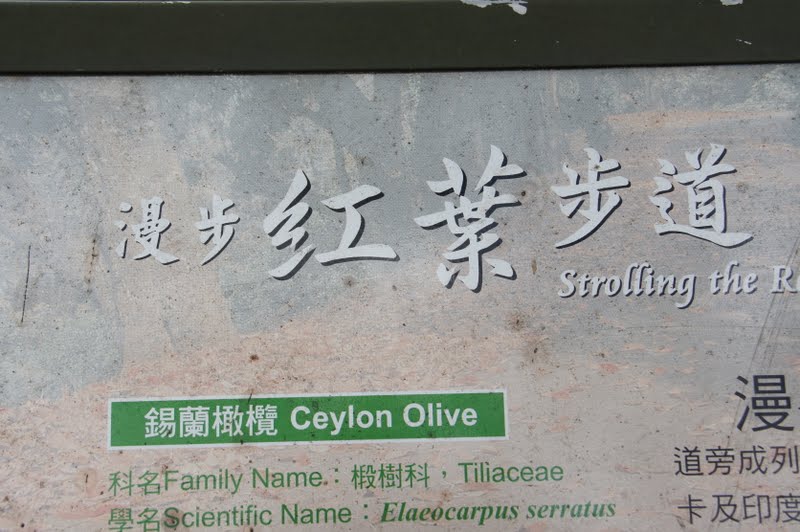 漫步紅葉步道
Strolling the
錫蘭橄欖 Ceylon Olive
科名Family Name：椴樹科，Tiliaceae
學名Scientific Name：Elaeocarpus serratus
漫
道旁成列
卡及印度